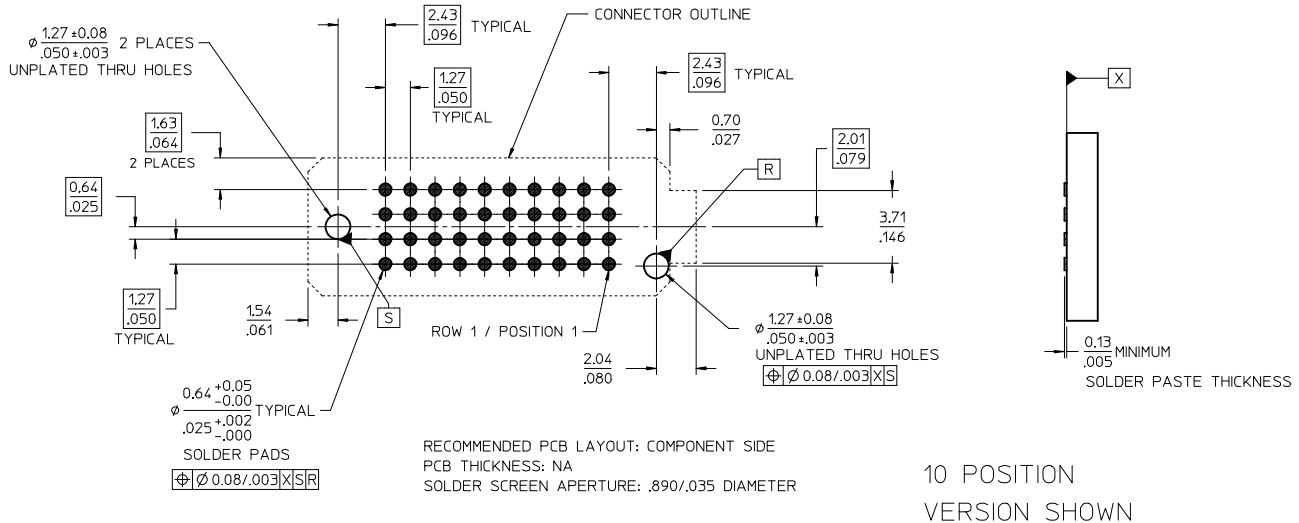 2.43
.096
TYPICAL
CONNECTOR OUTLINE
ø 1.27 ±0.08
.050 ±.003
2 PLACES
UNPLATED THRU HOLES
1.27
.050
TYPICAL
2.43
.096
TYPICAL
X
1.63
.064
2 PLACES
0.70
.027
2.01
.079
R
0.64
.025
3.71
.146
1.27
.050
TYPICAL
1.54
.061
S
ROW 1 / POSITION 1
2.04
.080
ø 1.27 ±0.08
.050 ±.003
UNPLATED THRU HOLES
⌖ Ø 0.08/.003 X S
0.13
.005
MINIMUM
SOLDER PASTE THICKNESS
ø 0.64 +0.05
-0.00
TYPICAL
.025 +.002
-.000
SOLDER PADS
⌖ Ø 0.08/.003 X S R
RECOMMENDED PCB LAYOUT: COMPONENT SIDE
PCB THICKNESS: NA
SOLDER SCREEN APERTURE: .890/.035 DIAMETER
10 POSITION
VERSION SHOWN